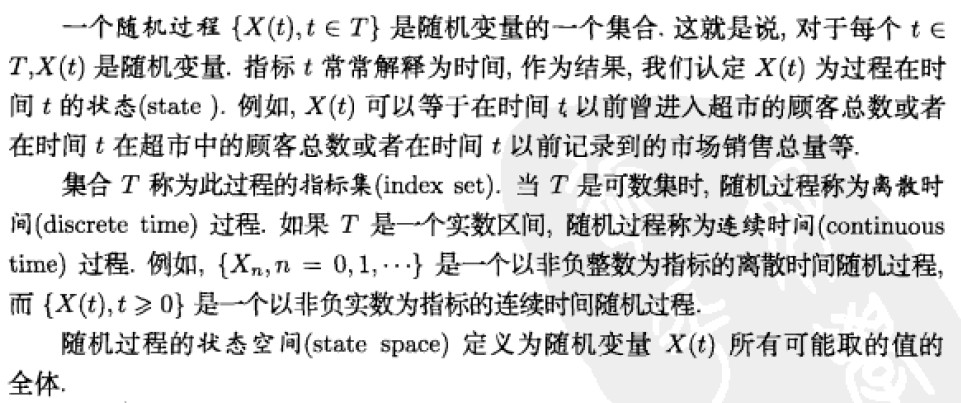 一个随机过程 {X(t), t ∈ T} 是随机变量的一个集合. 这就是说, 对于每个 t ∈
T,X(t) 是随机变量. 指标 t 常常解释为时间, 作为结果, 我们认定 X(t) 为过程在时
间 t 的状态(state ). 例如, X(t) 可以等于在时间 t 以前曾进入超市的顾客总数或者
在时间 t 在超市中的顾客总数或者在时间 t 以前记录到的市场销售总量等.
集合 T 称为此过程的指标集(index set). 当 T 是可数集时, 随机过程称为离散时
间(discrete time) 过程. 如果 T 是一个实数区间, 随机过程称为连续时间(continuous
time) 过程. 例如, {Xₙ, n = 0, 1, ⋯} 是一个以非负整数为指标的离散时间随机过程,
而 {X(t), t ⩾ 0} 是一个以非负实数为指标的连续时间随机过程.
随机过程的状态空间(state space) 定义为随机变量 X(t) 所有可能取的值的
全体.